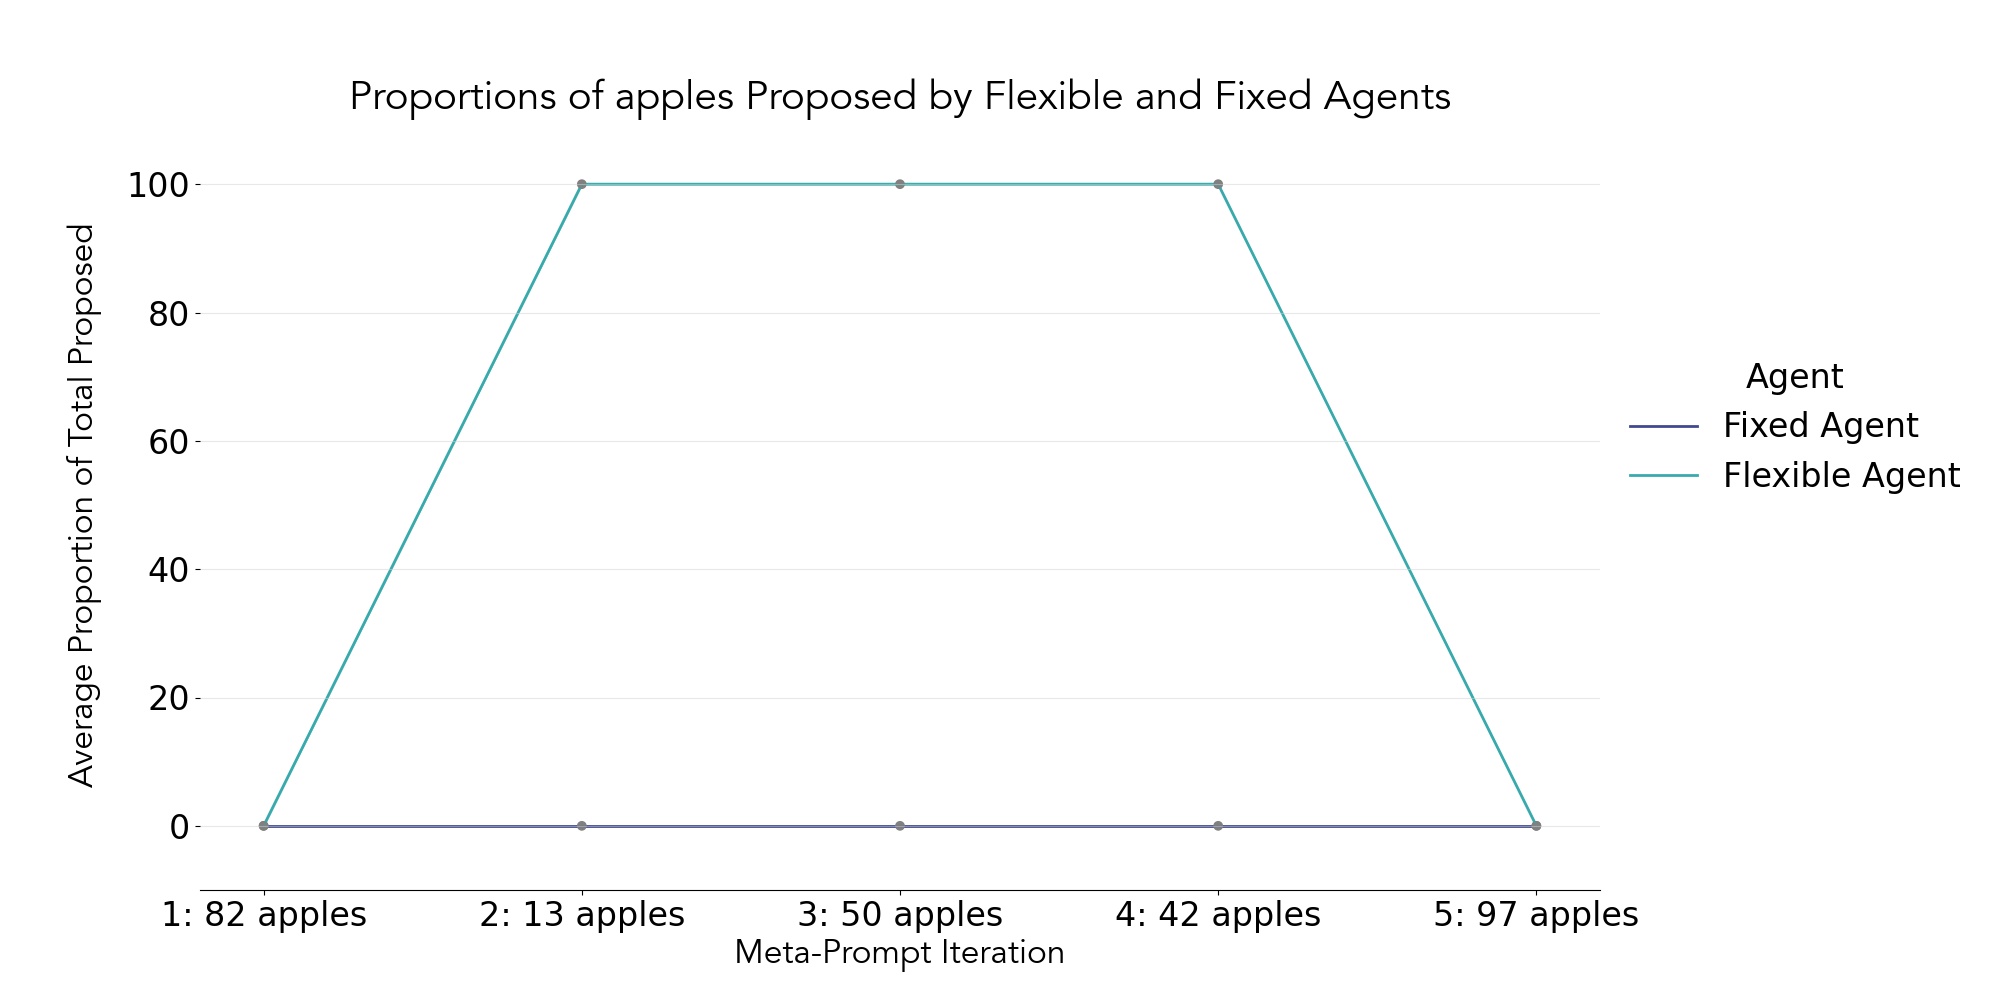 Proportions of apples Proposed by Flexible and Fixed Agents
Average Proportion of Total Proposed
100
80
60
40
20
0
1: 82 apples
2: 13 apples
3: 50 apples
4: 42 apples
5: 97 apples
Meta-Prompt Iteration
Agent
Fixed Agent
Flexible Agent